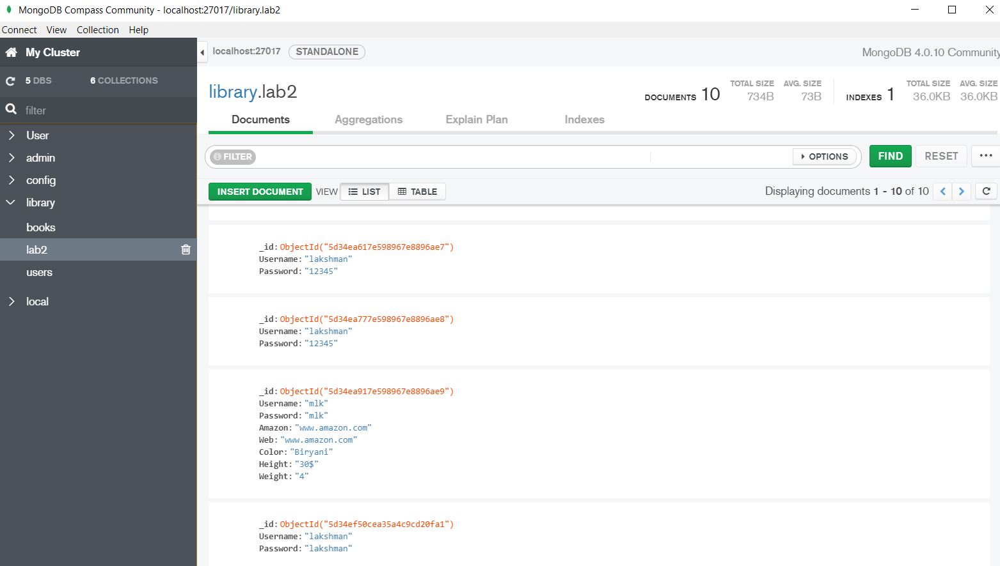 MongoDB Compass Community - localhost:27017/library.lab2
Connect View Collection Help
My Cluster
localhost:27017 STANDALONE
MongoDB 4.0.10 Community
5 DBS 6 COLLECTIONS
filter
User
admin
config
library
books
lab2
users
local
library.lab2
DOCUMENTS 10 TOTAL SIZE 734B AVG. SIZE 73B INDEXES 1 TOTAL SIZE 36.0KB AVG. SIZE 36.0KB
Documents Aggregations Explain Plan Indexes
FILTER OPTIONS FIND RESET ...
INSERT DOCUMENT VIEW LIST TABLE Displaying documents 1 - 10 of 10
_id: ObjectId("5d34ea617e598967e8896ae7")
Username: "lakshman"
Password: "12345"
_id: ObjectId("5d34ea777e598967e8896ae8")
Username: "lakshman"
Password: "12345"
_id: ObjectId("5d34ea917e598967e8896ae9")
Username: "mlk"
Password: "mlk"
Amazon: "www.amazon.com"
Web: "www.amazon.com"
Color: "Biryani"
Height: "30$"
Weight: "4"
_id: ObjectId("5d34ef50cea35a4c9cd20fa1")
Username: "lakshman"
Password: "lakshman"